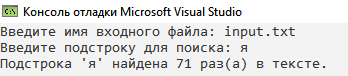 Консоль отладки Microsoft Visual Studio
Введите имя входного файла: input.txt
Введите подстроку для поиска: я
Подстрока 'я' найдена 71 раз(а) в тексте.